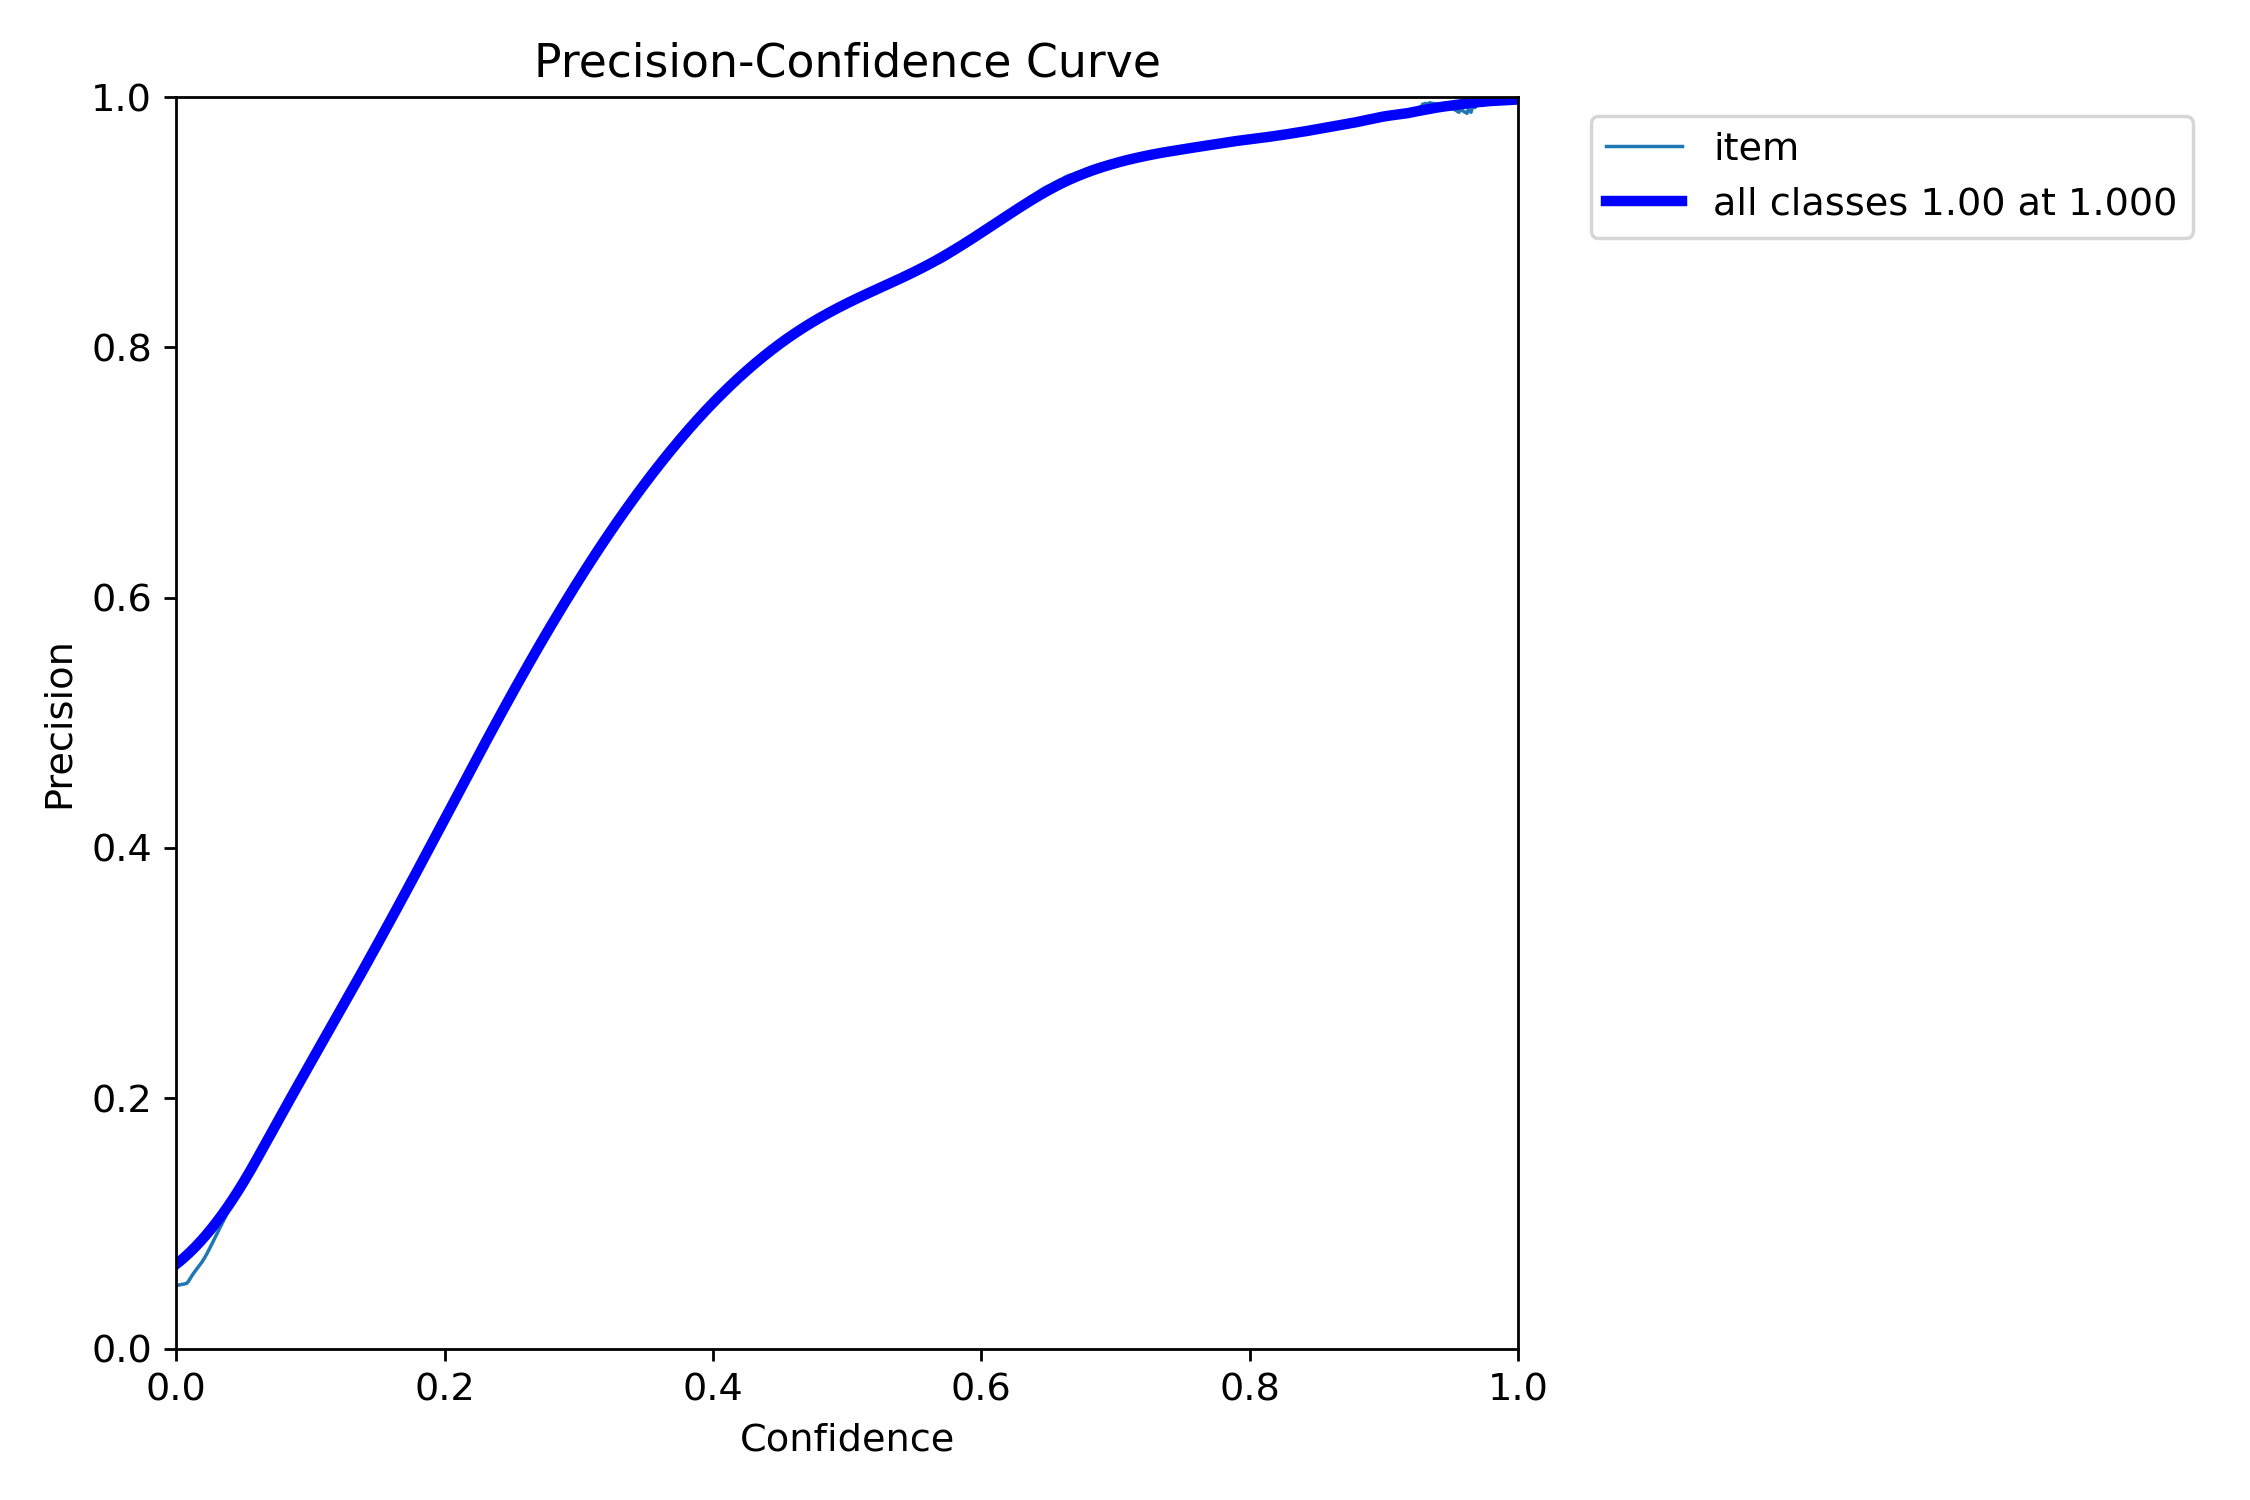 Precision-Confidence Curve
1.0
0.8
0.6
0.4
0.2
0.0
Precision
0.0 0.2 0.4 0.6 0.8 1.0
Confidence
item
all classes 1.00 at 1.000